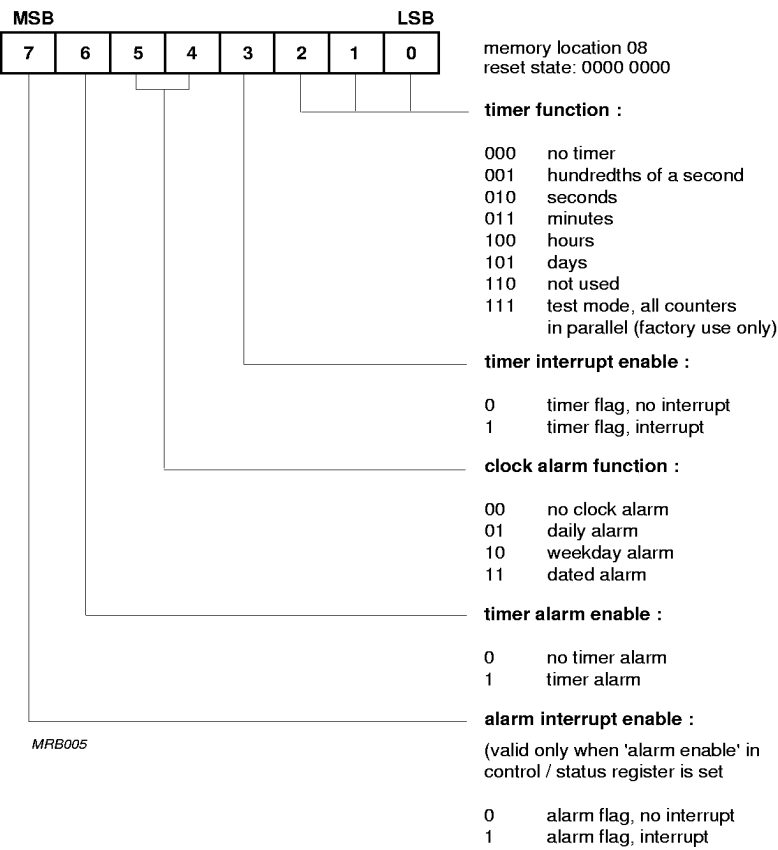 MSB LSB
7 6 5 4 3 2 1 0
memory location 08
reset state: 0000 0000
timer function :
000 no timer
001 hundredths of a second
010 seconds
011 minutes
100 hours
101 days
110 not used
111 test mode, all counters
in parallel (factory use only)
timer interrupt enable :
0 timer flag, no interrupt
1 timer flag, interrupt
clock alarm function :
00 no clock alarm
01 daily alarm
10 weekday alarm
11 dated alarm
timer alarm enable :
0 no timer alarm
1 timer alarm
alarm interrupt enable :
MRB005
(valid only when 'alarm enable' in
control / status register is set
0 alarm flag, no interrupt
1 alarm flag, interrupt